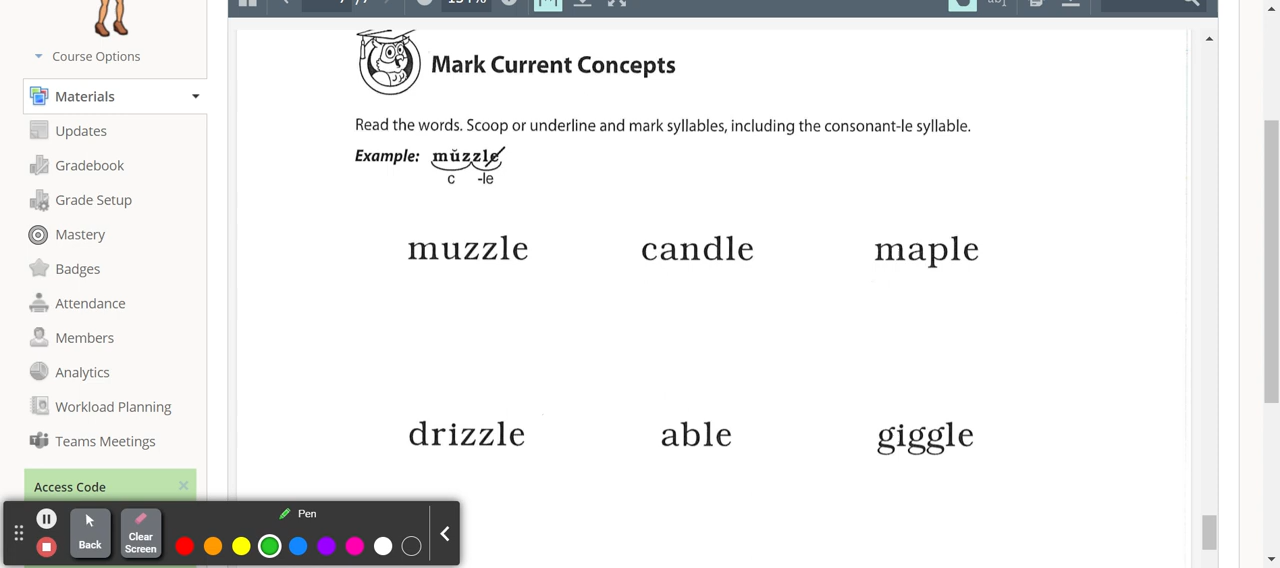 Course Options
Materials
Updates
Gradebook
Grade Setup
Mastery
Badges
Attendance
Members
Analytics
Workload Planning
Teams Meetings
Access Code
Mark Current Concepts
Read the words. Scoop or underline and mark syllables, including the consonant-le syllable.
Example: mŭzzle
c -le
muzzle candle maple
drizzle able giggle
Pen
Back
Clear
Screen